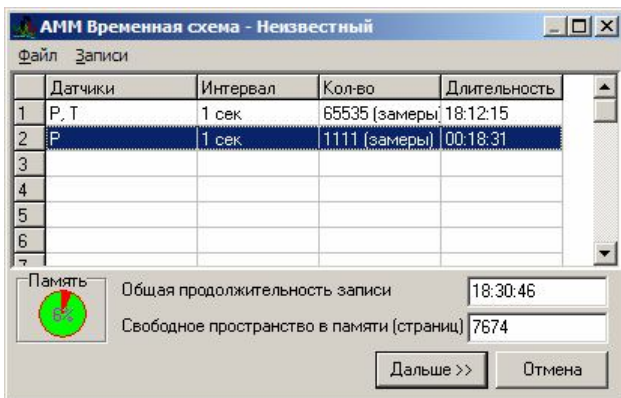 АММ Временная схема - Неизвестный
Файл Записи
Датчики Интервал Кол-во Длительность
1 P, T 1 сек 65535 (замеры) 18:12:15
2 P 1 сек 1111 (замеры) 00:18:31
3
4
5
6
7
Память
6%
Общая продолжительность записи 18:30:46
Свободное пространство в памяти (страниц) 7674
Дальше >> Отмена